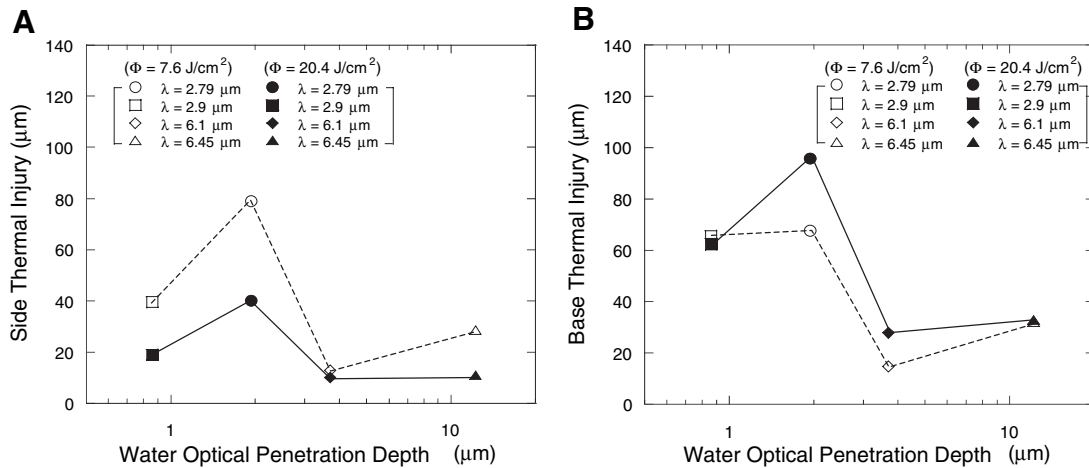 A
140
120
100
80
60
40
20
0
Side Thermal Injury (μm)
(Φ = 7.6 J/cm²) (Φ = 20.4 J/cm²)
λ = 2.79 μm λ = 2.79 μm
λ = 2.9 μm λ = 2.9 μm
λ = 6.1 μm λ = 6.1 μm
λ = 6.45 μm λ = 6.45 μm
1 10
Water Optical Penetration Depth (μm)
B
140
120
100
80
60
40
20
0
Base Thermal Injury (μm)
(Φ = 7.6 J/cm²) (Φ = 20.4 J/cm²)
λ = 2.79 μm λ = 2.79 μm
λ = 2.9 μm λ = 2.9 μm
λ = 6.1 μm λ = 6.1 μm
λ = 6.45 μm λ = 6.45 μm
1 10
Water Optical Penetration Depth (μm)